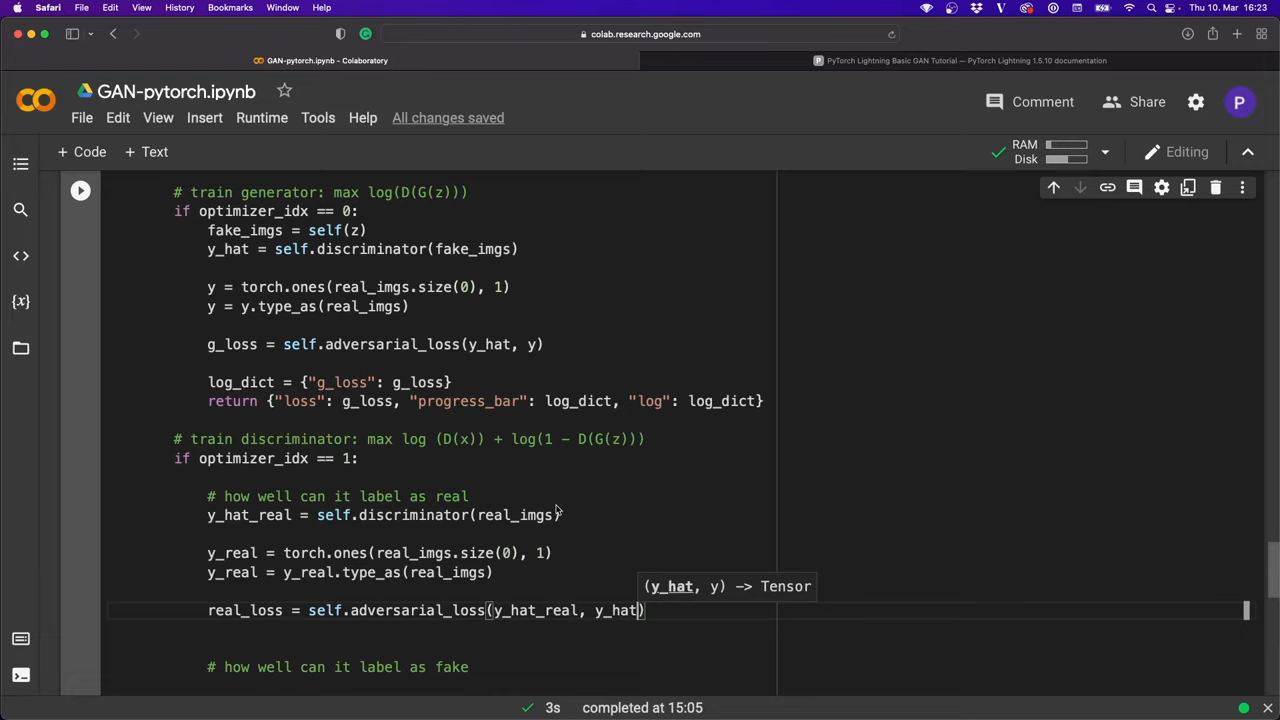 Safari File Edit View History Bookmarks Window Help Thu 10. Mar 16:23
colab.research.google.com
GAN-pytorch.ipynb - Colaboratory
PyTorch Lightning Basic GAN Tutorial — PyTorch Lightning 1.5.10 documentation
GAN-pytorch.ipynb
Comment Share P
File Edit View Insert Runtime Tools Help All changes saved
+ Code + Text RAM Disk Editing
# train generator: max log(D(G(z)))
if optimizer_idx == 0:
fake_imgs = self(z)
y_hat = self.discriminator(fake_imgs)
y = torch.ones(real_imgs.size(0), 1)
y = y.type_as(real_imgs)
g_loss = self.adversarial_loss(y_hat, y)
log_dict = {"g_loss": g_loss}
return {"loss": g_loss, "progress_bar": log_dict, "log": log_dict}
# train discriminator: max log (D(x)) + log(1 - D(G(z)))
if optimizer_idx == 1:
# how well can it label as real
y_hat_real = self.discriminator(real_imgs)
y_real = torch.ones(real_imgs.size(0), 1)
y_real = y_real.type_as(real_imgs)
(y_hat, y) -> Tensor
real_loss = self.adversarial_loss(y_hat_real, y_hat)
# how well can it label as fake
3s completed at 15:05